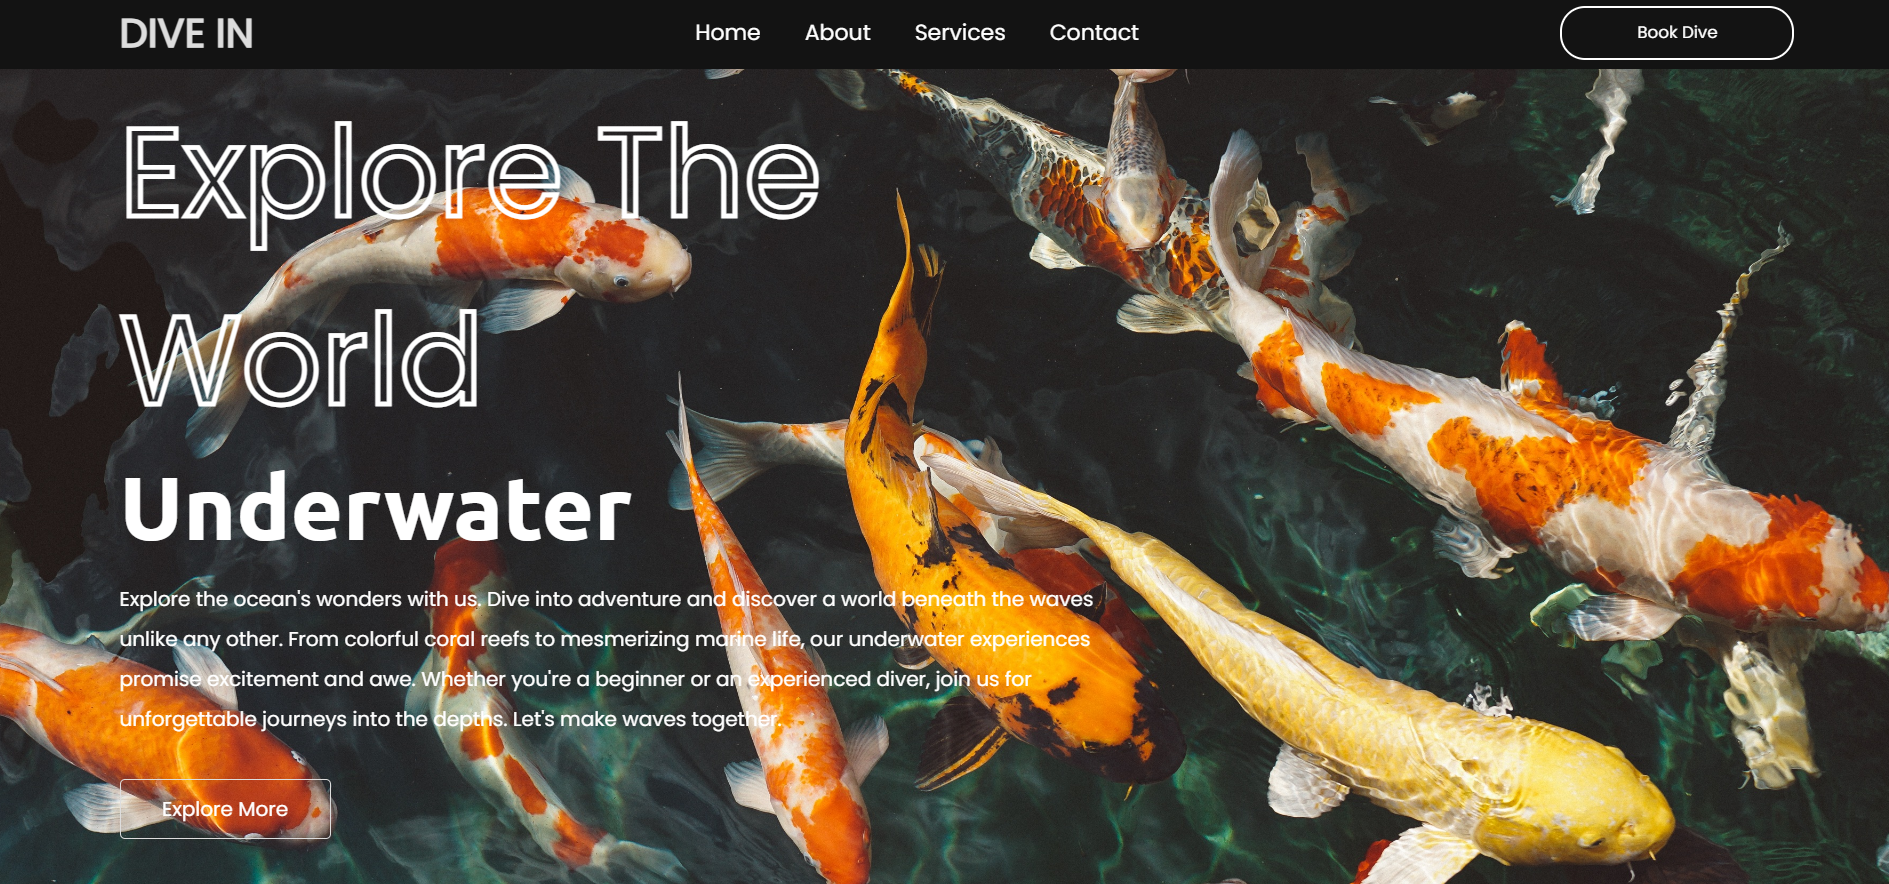 DIVE IN
Home About Services Contact
Book Dive
Explore The
World
Underwater
Explore the ocean's wonders with us. Dive into adventure and discover a world beneath the waves
unlike any other. From colorful coral reefs to mesmerizing marine life, our underwater experiences
promise excitement and awe. Whether you're a beginner or an experienced diver, join us for
unforgettable journeys into the depths. Let's make waves together.
Explore More